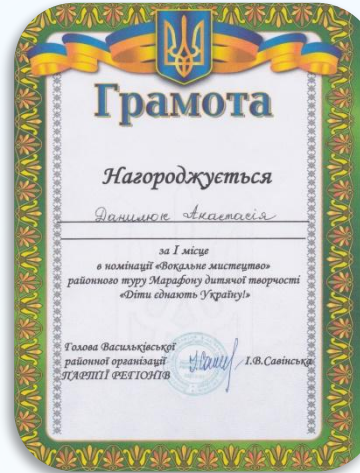 Грамота
Нагороджується
Данилюк Анастасія
за I місце
в номінації «Вокальне мистецтво»
районного туру Марафону дитячої творчості
«Діти єднають Україну!»
Голова Васильківської
районної організації
ПАРТІЇ РЕГІОНІВ
І.В.Савінська